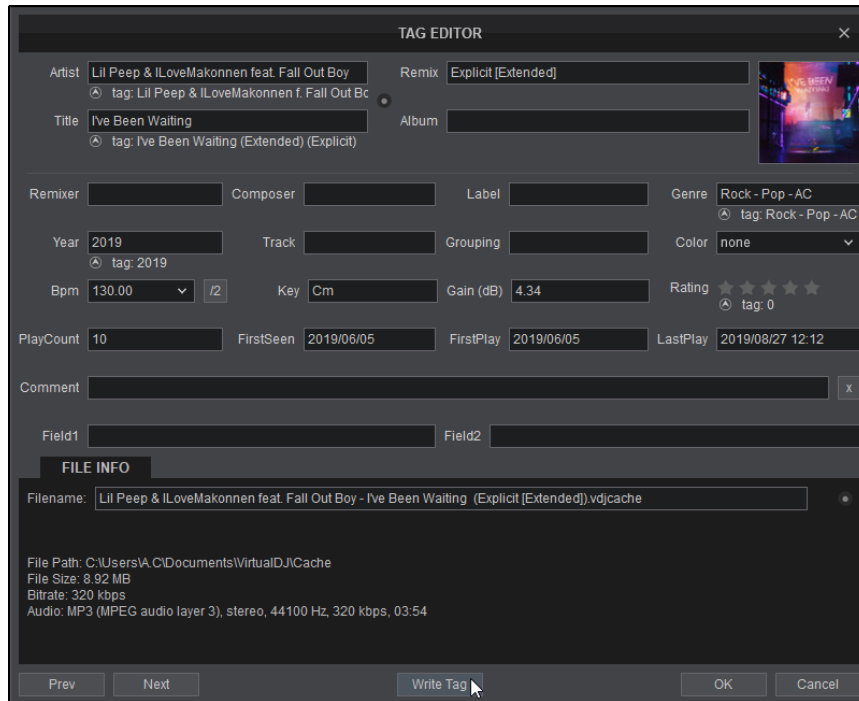 TAG EDITOR
Artist Lil Peep & ILoveMakonnen feat. Fall Out Boy Remix Explicit [Extended]
tag: Lil Peep & ILoveMakonnen f. Fall Out Bo
Title I've Been Waiting Album
tag: I've Been Waiting (Extended) (Explicit)
Remixer Composer Label Genre Rock - Pop - AC
tag: Rock - Pop - AC
Year 2019 Track Grouping Color none
tag: 2019
Bpm 130.00 /2 Key Cm Gain (dB) 4.34 Rating
tag: 0
PlayCount 10 FirstSeen 2019/06/05 FirstPlay 2019/06/05 LastPlay 2019/08/27 12:12
Comment x
Field1 Field2
FILE INFO
Filename: Lil Peep & ILoveMakonnen feat. Fall Out Boy - I've Been Waiting (Explicit [Extended]).vdjcache
File Path: C:\Users\A.C\Documents\VirtualDJ\Cache
File Size: 8.92 MB
Bitrate: 320 kbps
Audio: MP3 (MPEG audio layer 3), stereo, 44100 Hz, 320 kbps, 03:54
Prev Next Write Tag OK Cancel